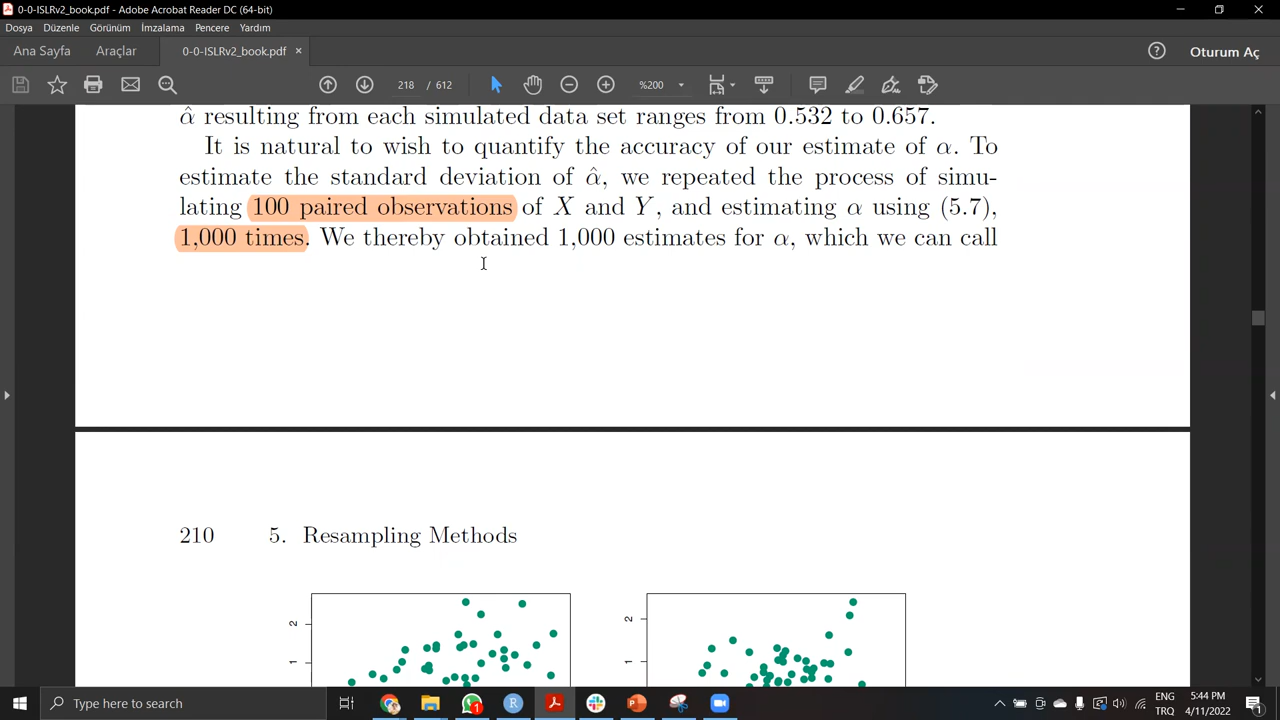 0-0-ISLRv2_book.pdf - Adobe Acrobat Reader DC (64-bit)
Dosya Düzenle Görünüm İmzalama Pencere Yardım
Ana Sayfa Araçlar 0-0-ISLRv2_book.pdf × Oturum Aç
218 / 612 %200
α̂ resulting from each simulated data set ranges from 0.532 to 0.657.
It is natural to wish to quantify the accuracy of our estimate of α. To
estimate the standard deviation of α̂, we repeated the process of simu-
lating 100 paired observations of X and Y, and estimating α using (5.7),
1,000 times. We thereby obtained 1,000 estimates for α, which we can call
210 5. Resampling Methods
2 2
1 1
Type here to search
ENG 5:44 PM
TRQ 4/11/2022